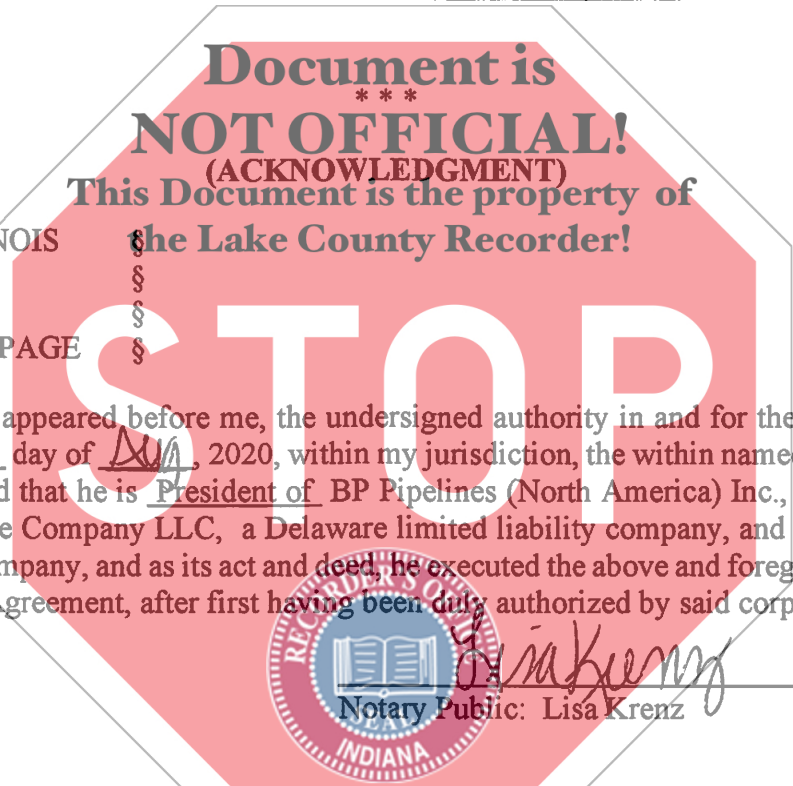 Document is
* * *
NOT OFFICIAL!
(ACKNOWLEDGMENT)
This Document is the property of
NOIS § the Lake County Recorder!
§
§
PAGE §
STOP
appeared before me, the undersigned authority in and for the
day of Aug, 2020, within my jurisdiction, the within name
d that he is President of BP Pipelines (North America) Inc.,
e Company LLC, a Delaware limited liability company, and
mpany, and as its act and deed, he executed the above and foreg
Agreement, after first having been duly authorized by said corp
Lisa Krenz
Notary Public: Lisa Krenz
RECORDER'S OFFICE
SEAL
INDIANA